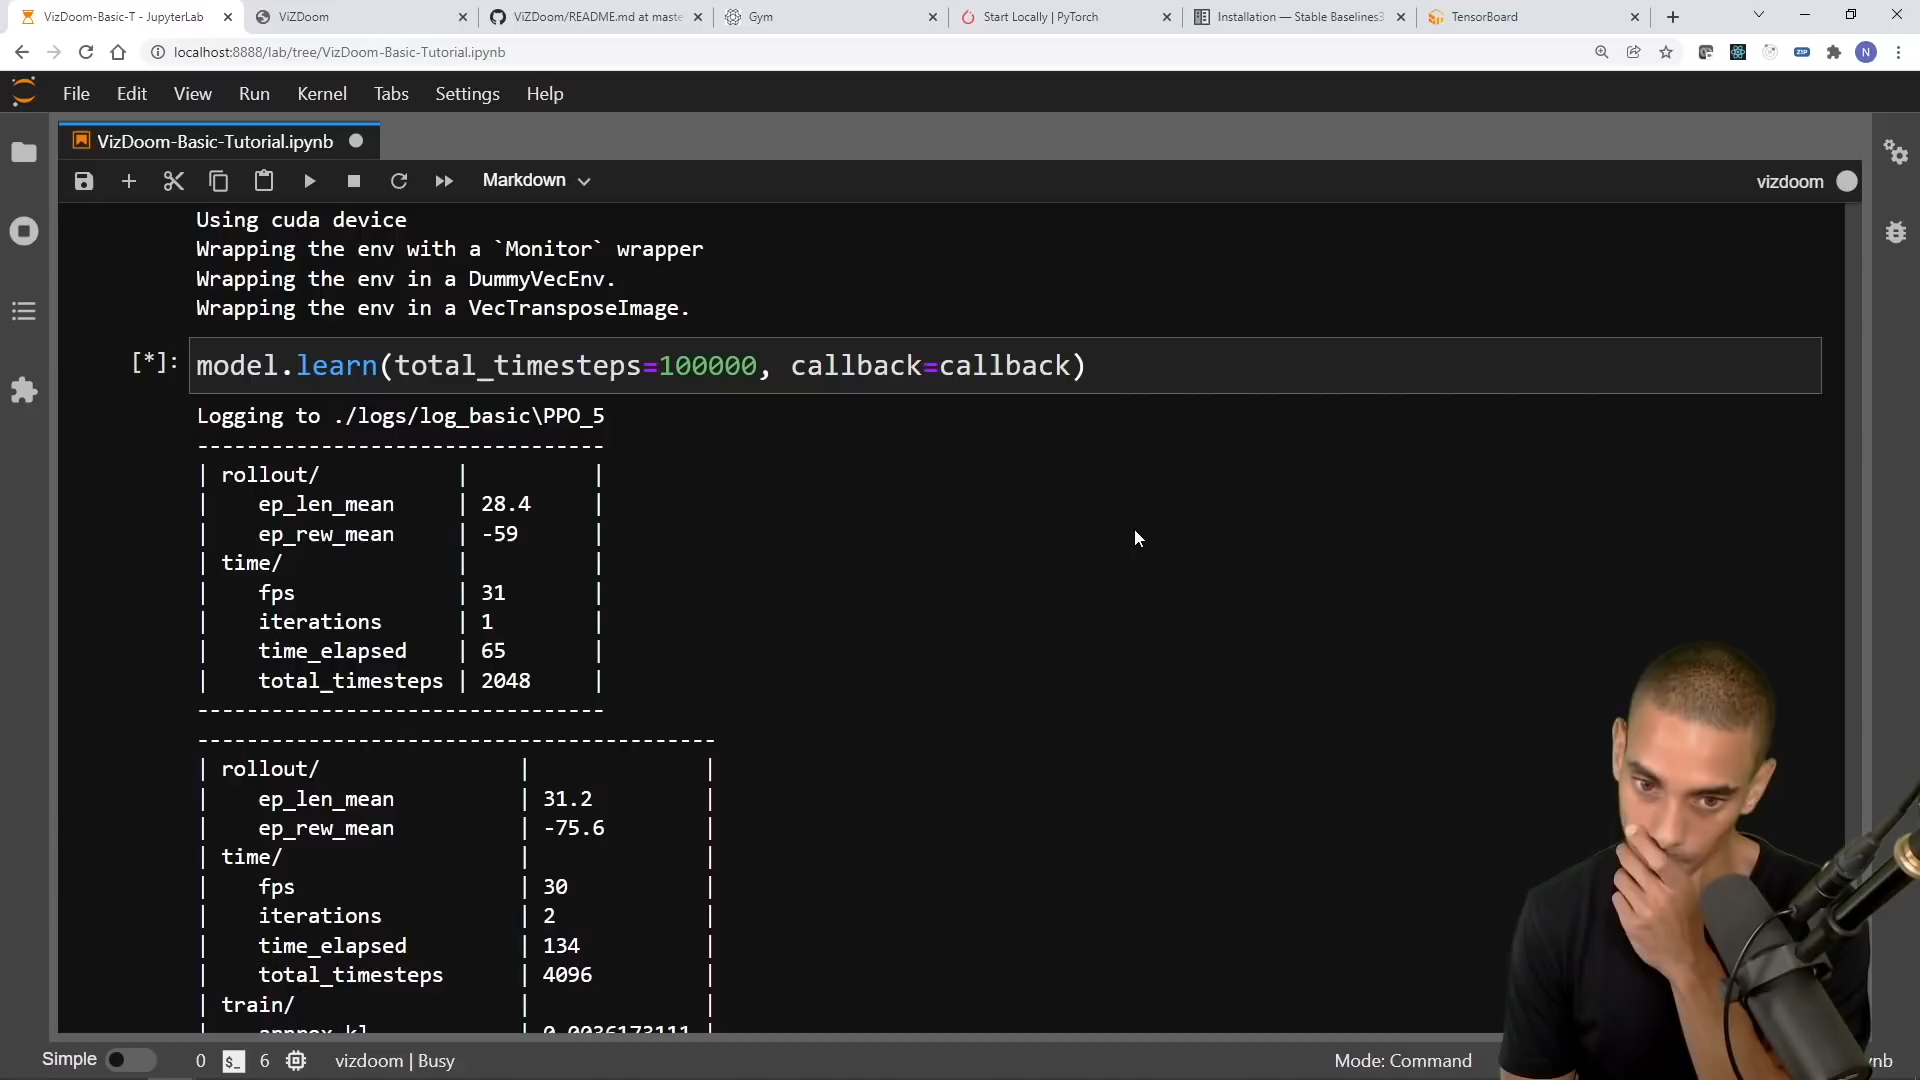 VizDoom-Basic-T - JupyterLab
ViZDoom
ViZDoom/README.md at maste
Gym
Start Locally | PyTorch
Installation — Stable Baselines3
TensorBoard
localhost:8888/lab/tree/VizDoom-Basic-Tutorial.ipynb
ZIP
N
File Edit View Run Kernel Tabs Settings Help
VizDoom-Basic-Tutorial.ipynb
Markdown
vizdoom
Using cuda device
Wrapping the env with a `Monitor` wrapper
Wrapping the env in a DummyVecEnv.
Wrapping the env in a VecTransposeImage.
[*]: model.learn(total_timesteps=100000, callback=callback)
Logging to ./logs/log_basic\PPO_5
---------------------------------
| rollout/ | |
| ep_len_mean | 28.4 |
| ep_rew_mean | -59 |
| time/ | |
| fps | 31 |
| iterations | 1 |
| time_elapsed | 65 |
| total_timesteps | 2048 |
---------------------------------
------------------------------------------
| rollout/ | |
| ep_len_mean | 31.2 |
| ep_rew_mean | -75.6 |
| time/ | |
| fps | 30 |
| iterations | 2 |
| time_elapsed | 134 |
| total_timesteps | 4096 |
| train/ | |
| approx_kl | 0.0036173111 |
Simple 0 $_ 6 vizdoom | Busy Mode: Command nb